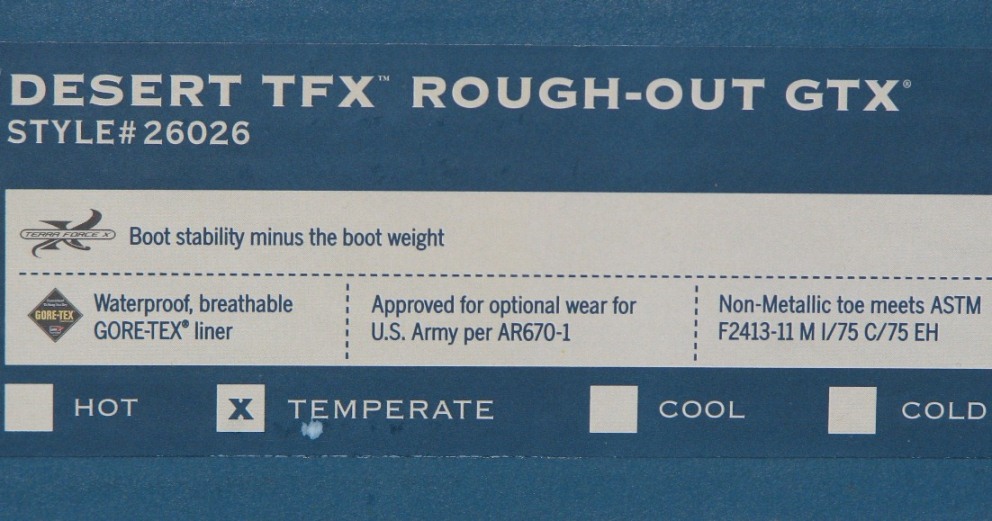 DESERT TFX™ ROUGH-OUT GTX®
STYLE# 26026
TERRA FORCE X
Boot stability minus the boot weight
GORE-TEX
Waterproof, breathable
GORE-TEX® liner
Approved for optional wear for
U.S. Army per AR670-1
Non-Metallic toe meets ASTM
F2413-11 M I/75 C/75 EH
HOT
X TEMPERATE
COOL
COLD